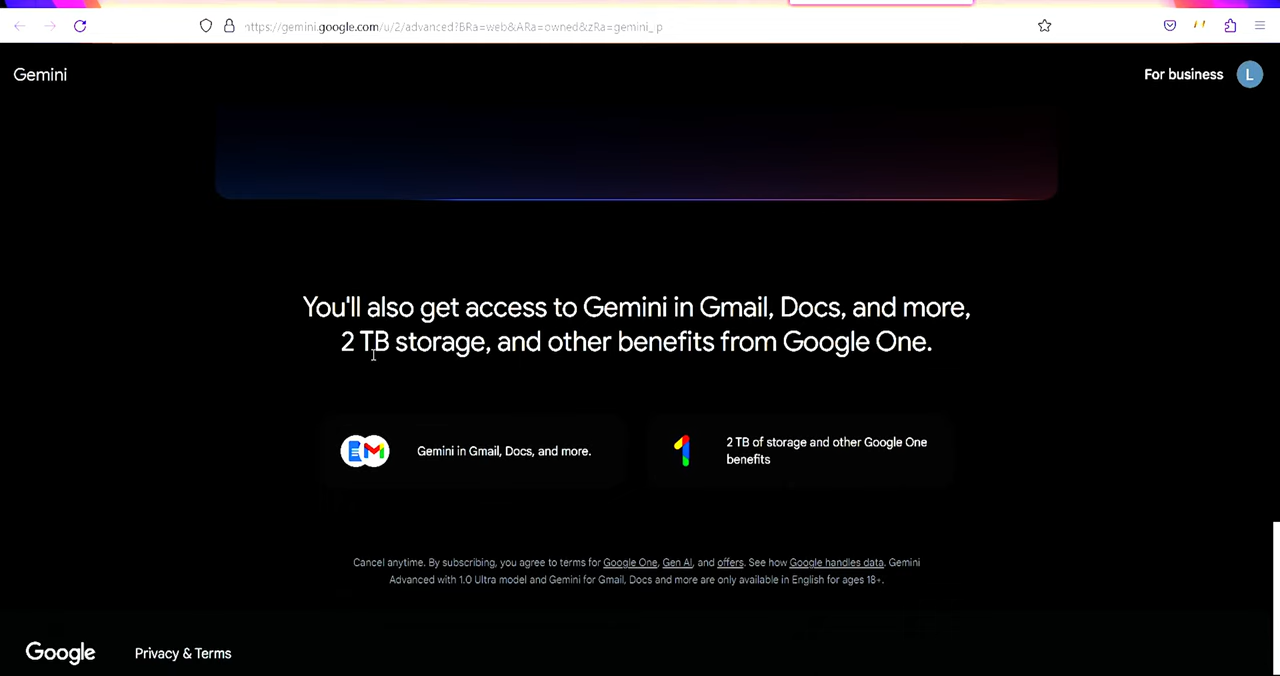 https://gemini.google.com/u/2/advanced?BRa=web&ARa=owned&zRa=gemini_p
Gemini
For business
L
You'll also get access to Gemini in Gmail, Docs, and more,
2 TB storage, and other benefits from Google One.
Gemini in Gmail, Docs, and more.
2 TB of storage and other Google One
benefits
Cancel anytime. By subscribing, you agree to terms for Google One, Gen AI, and offers. See how Google handles data. Gemini
Advanced with 1.0 Ultra model and Gemini for Gmail, Docs and more are only available in English for ages 18+.
Google
Privacy & Terms